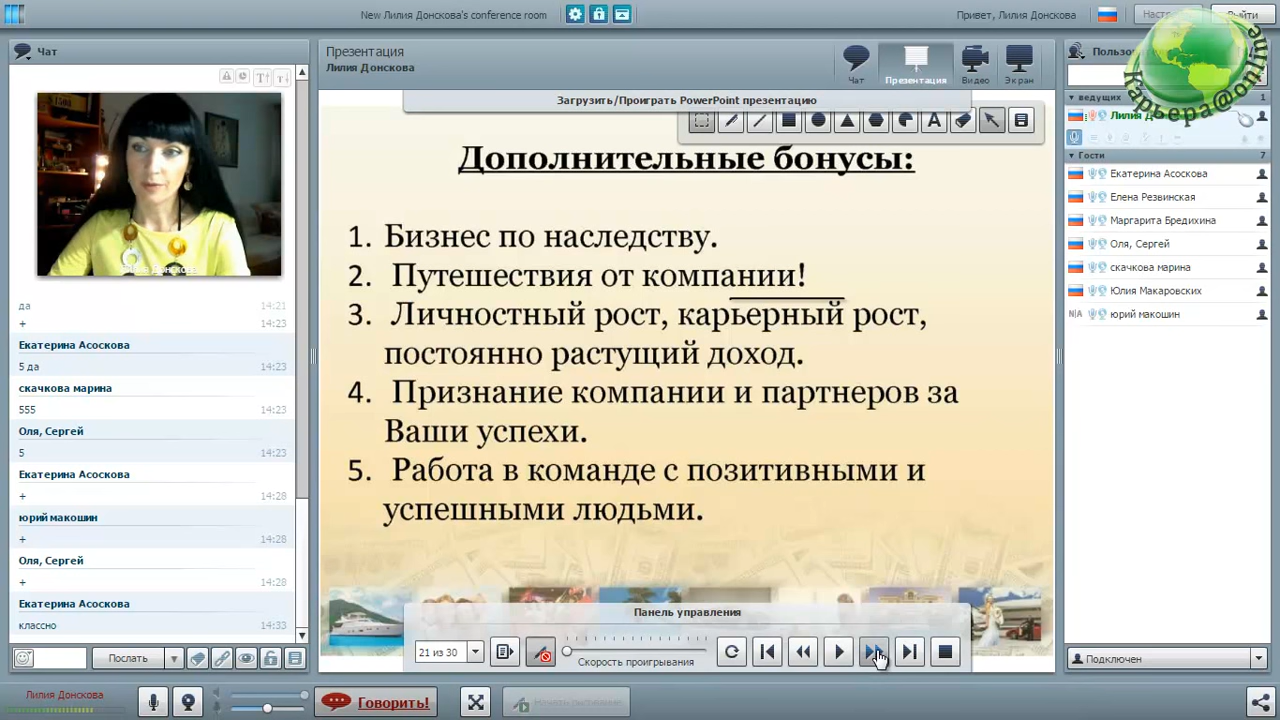 New Лилия Донскова's conference room
Привет, Лилия Донскова
Выйти
Чат
да 14:21
+ 14:23
Екатерина Асоскова
5 да 14:23
скачкова марина
555 14:23
Оля, Сергей
5 14:23
Екатерина Асоскова
+ 14:28
юрий макошин
+ 14:28
Оля, Сергей
+ 14:28
Екатерина Асоскова
классно 14:33
Послать
Презентация
Лилия Донскова
Чат
Презентация
Видео
Экран
Загрузить/Проиграть PowerPoint презентацию
Дополнительные бонусы:
1. Бизнес по наследству.
2. Путешествия от компании!
3. Личностный рост, карьерный рост,
постоянно растущий доход.
4. Признание компании и партнеров за
Ваши успехи.
5. Работа в команде с позитивными и
успешными людьми.
Панель управления
21 из 30
Скорость проигрывания
Карьера@online
ведущих 1
Гости 7
Екатерина Асоскова
Елена Резвинская
Маргарита Бредихина
Оля, Сергей
скачкова марина
Юлия Макаровских
N/A юрий макошин
Подключен
Лилия Донскова
Говорить!